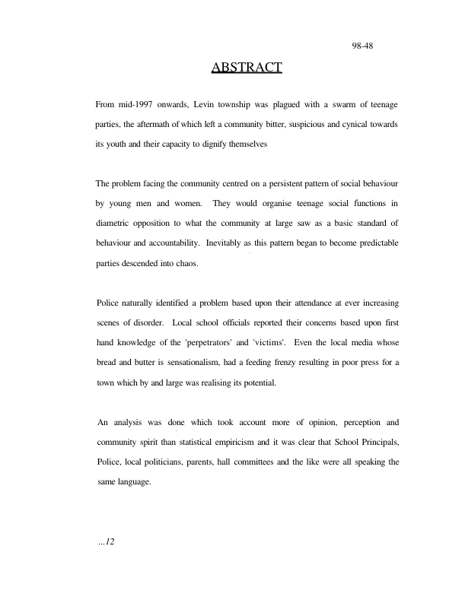 98-48
ABSTRACT
From mid-1997 onwards, Levin township was plagued with a swarm of teenage
parties, the aftermath of which left a community bitter, suspicious and cynical towards
its youth and their capacity to dignify themselves
The problem facing the community centred on a persistent pattern of social behaviour
by young men and women. They would organise teenage social functions in
diametric opposition to what the community at large saw as a basic standard of
behaviour and accountability. Inevitably as this pattern began to become predictable
parties descended into chaos.
Police naturally identified a problem based upon their attendance at ever increasing
scenes of disorder. Local school officials reported their concerns based upon first
hand knowledge of the 'perpetrators' and 'victims'. Even the local media whose
bread and butter is sensationalism, had a feeding frenzy resulting in poor press for a
town which by and large was realising its potential.
An analysis was done which took account more of opinion, perception and
community spirit than statistical empiricism and it was clear that School Principals,
Police, local politicians, parents, hall committees and the like were all speaking the
same language.
...12